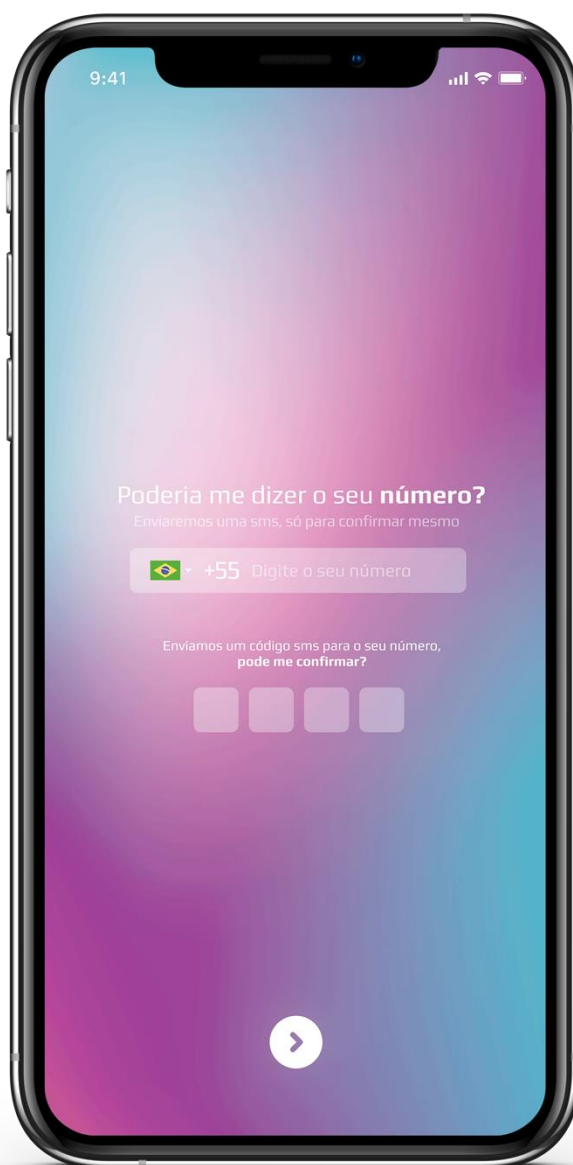 9:41
Poderia me dizer o seu número?
Enviaremos uma sms, só para confirmar mesmo
+55 Digite o seu número
Enviamos um código sms para o seu número,
pode me confirmar?